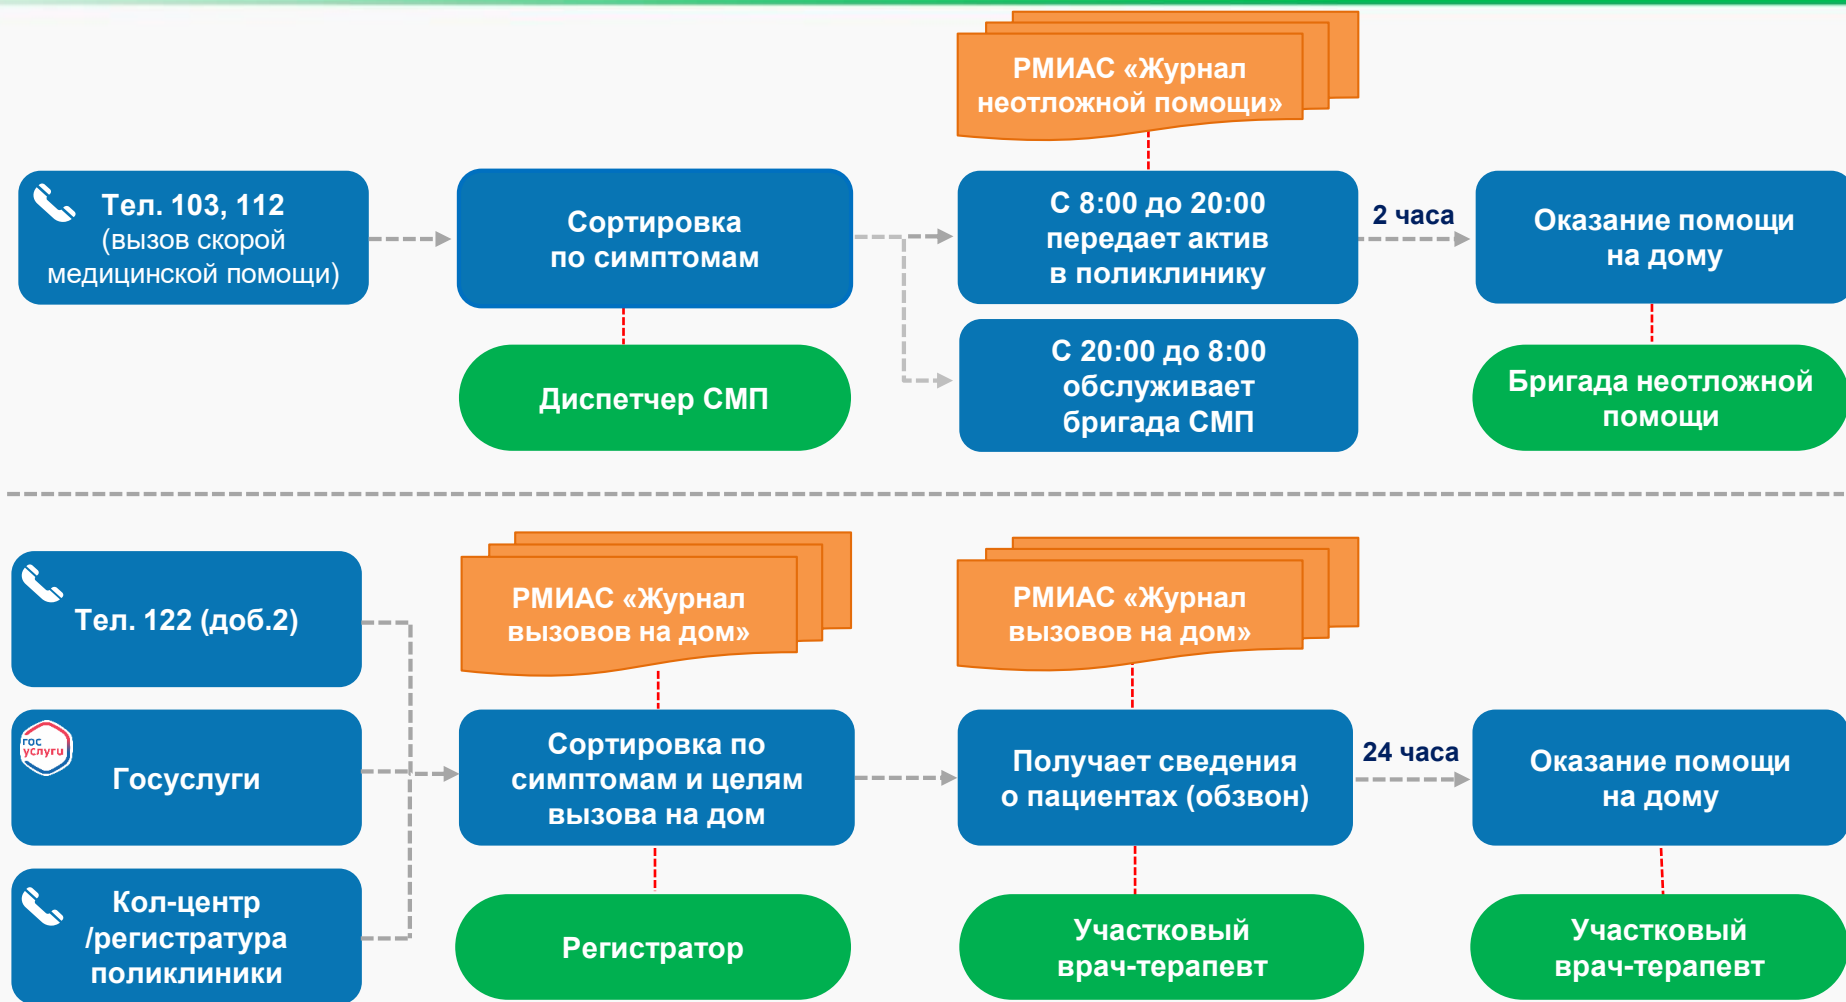 РМИАС «Журнал
неотложной помощи»
Тел. 103, 112
(вызов скорой
медицинской помощи)
Сортировка
по симптомам
С 8:00 до 20:00
передает актив
в поликлинику
2 часа
Оказание помощи
на дому
Диспетчер СМП
С 20:00 до 8:00
обслуживает
бригада СМП
Бригада неотложной
помощи
Тел. 122 (доб.2)
РМИАС «Журнал
вызовов на дом»
РМИАС «Журнал
вызовов на дом»
гос
услуги
Госуслуги
Сортировка по
симптомам и целям
вызова на дом
Получает сведения
о пациентах (обзвон)
24 часа
Оказание помощи
на дому
Кол-центр
/регистратура
поликлиники
Регистратор
Участковый
врач-терапевт
Участковый
врач-терапевт